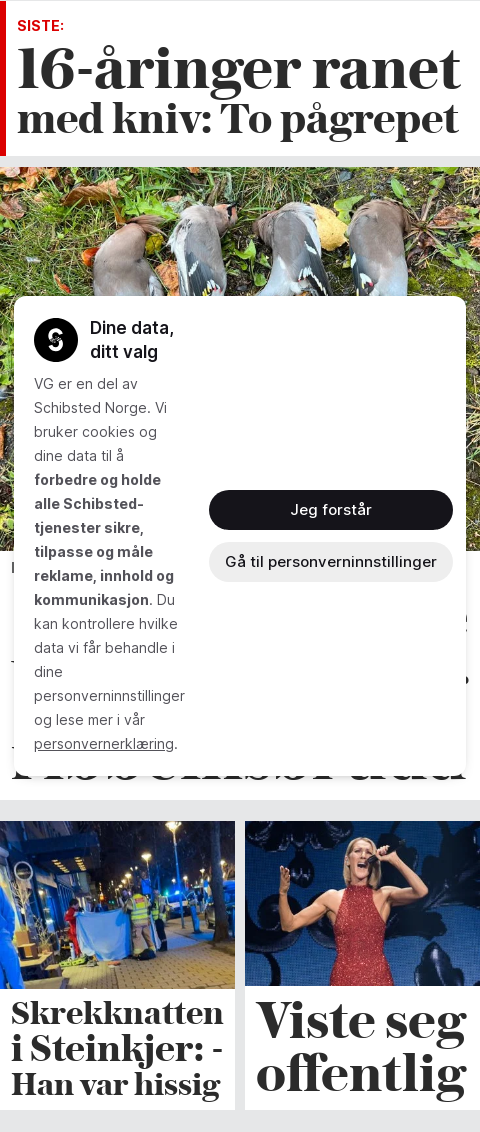 SISTE:
16-åringer ranet
med kniv: To pågrepet
Dine data,
ditt valg
VG er en del av
Schibsted Norge. Vi
bruker cookies og
dine data til å
forbedre og holde
alle Schibsted-
tjenester sikre,
tilpasse og måle
reklame, innhold og
kommunikasjon. Du
kan kontrollere hvilke
data vi får behandle i
dine
personverninnstillinger
og lese mer i vår
personvernerklæring.
Jeg forstår
Gå til personverninnstillinger
Skrekknatten
i Steinkjer: -
Han var hissig
Viste seg
offentlig